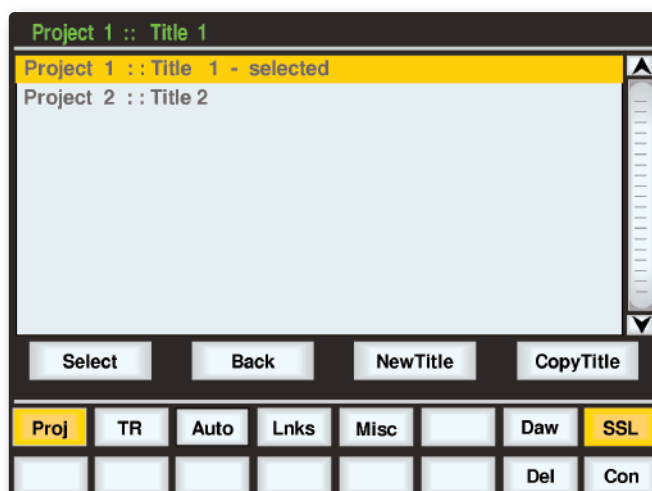 Project 1 :: Title 1
Project 1 :: Title 1 - selected
Project 2 :: Title 2
Select Back NewTitle CopyTitle
Proj TR Auto Lnks Misc Daw SSL
Del Con